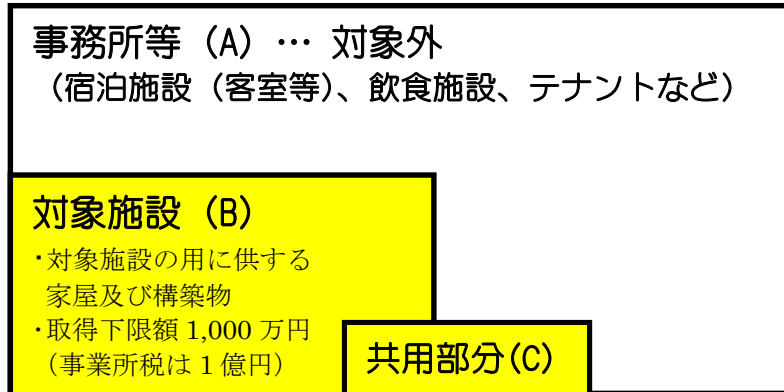 事務所等（A）… 対象外
（宿泊施設（客室等）、飲食施設、テナントなど）
対象施設（B）
・対象施設の用に供する
家屋及び構築物
・取得下限額 1,000 万円
（事業所税は 1 億円）
共用部分(C)